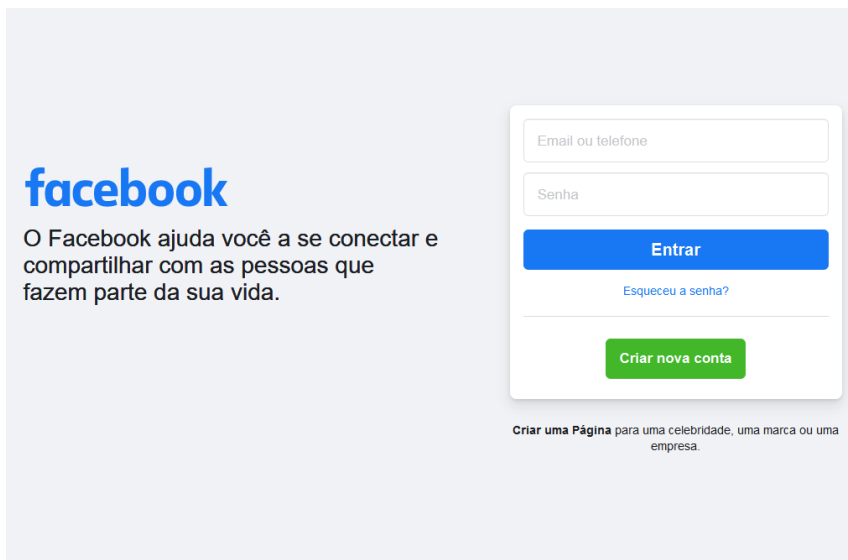 facebook
O Facebook ajuda você a se conectar e
compartilhar com as pessoas que
fazem parte da sua vida.
Email ou telefone
Senha
Entrar
Esqueceu a senha?
Criar nova conta
Criar uma Página para uma celebridade, uma marca ou uma
empresa.